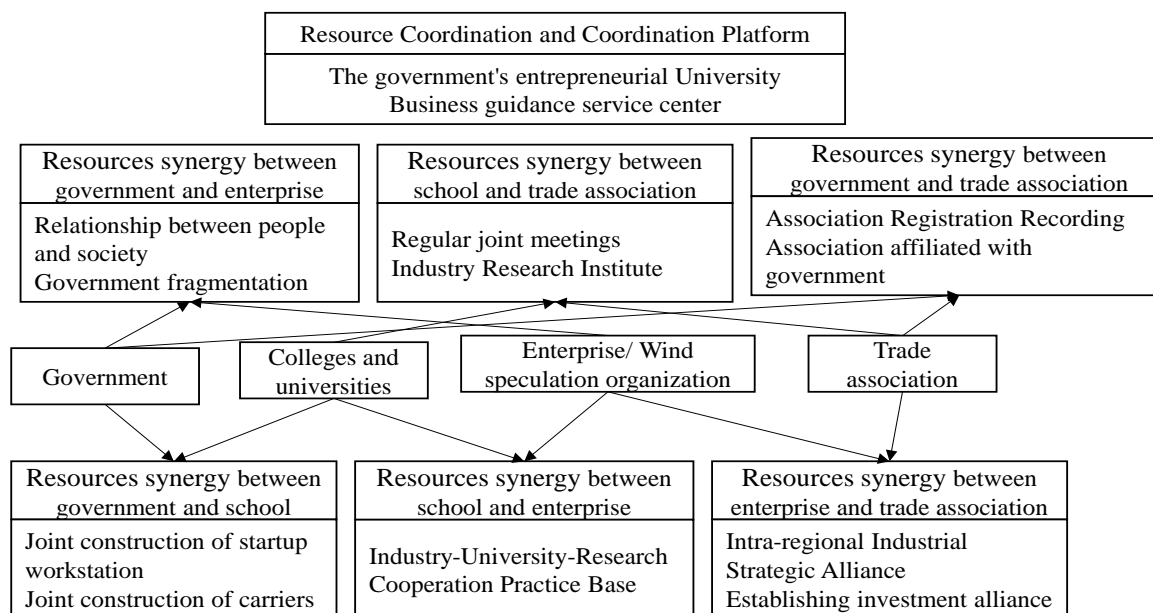 Resource Coordination and Coordination Platform
The government's entrepreneurial University
Business guidance service center
Resources synergy between
government and enterprise
Relationship between people
and society
Government fragmentation
Resources synergy between
school and trade association
Regular joint meetings
Industry Research Institute
Resources synergy between
government and trade association
Association Registration Recording
Association affiliated with
government
Government
Colleges and
universities
Enterprise/ Wind
speculation organization
Trade
association
Resources synergy between
government and school
Joint construction of startup
workstation
Joint construction of carriers
Resources synergy between
school and enterprise
Industry-University-Research
Cooperation Practice Base
Resources synergy between
enterprise and trade association
Intra-regional Industrial
Strategic Alliance
Establishing investment alliance